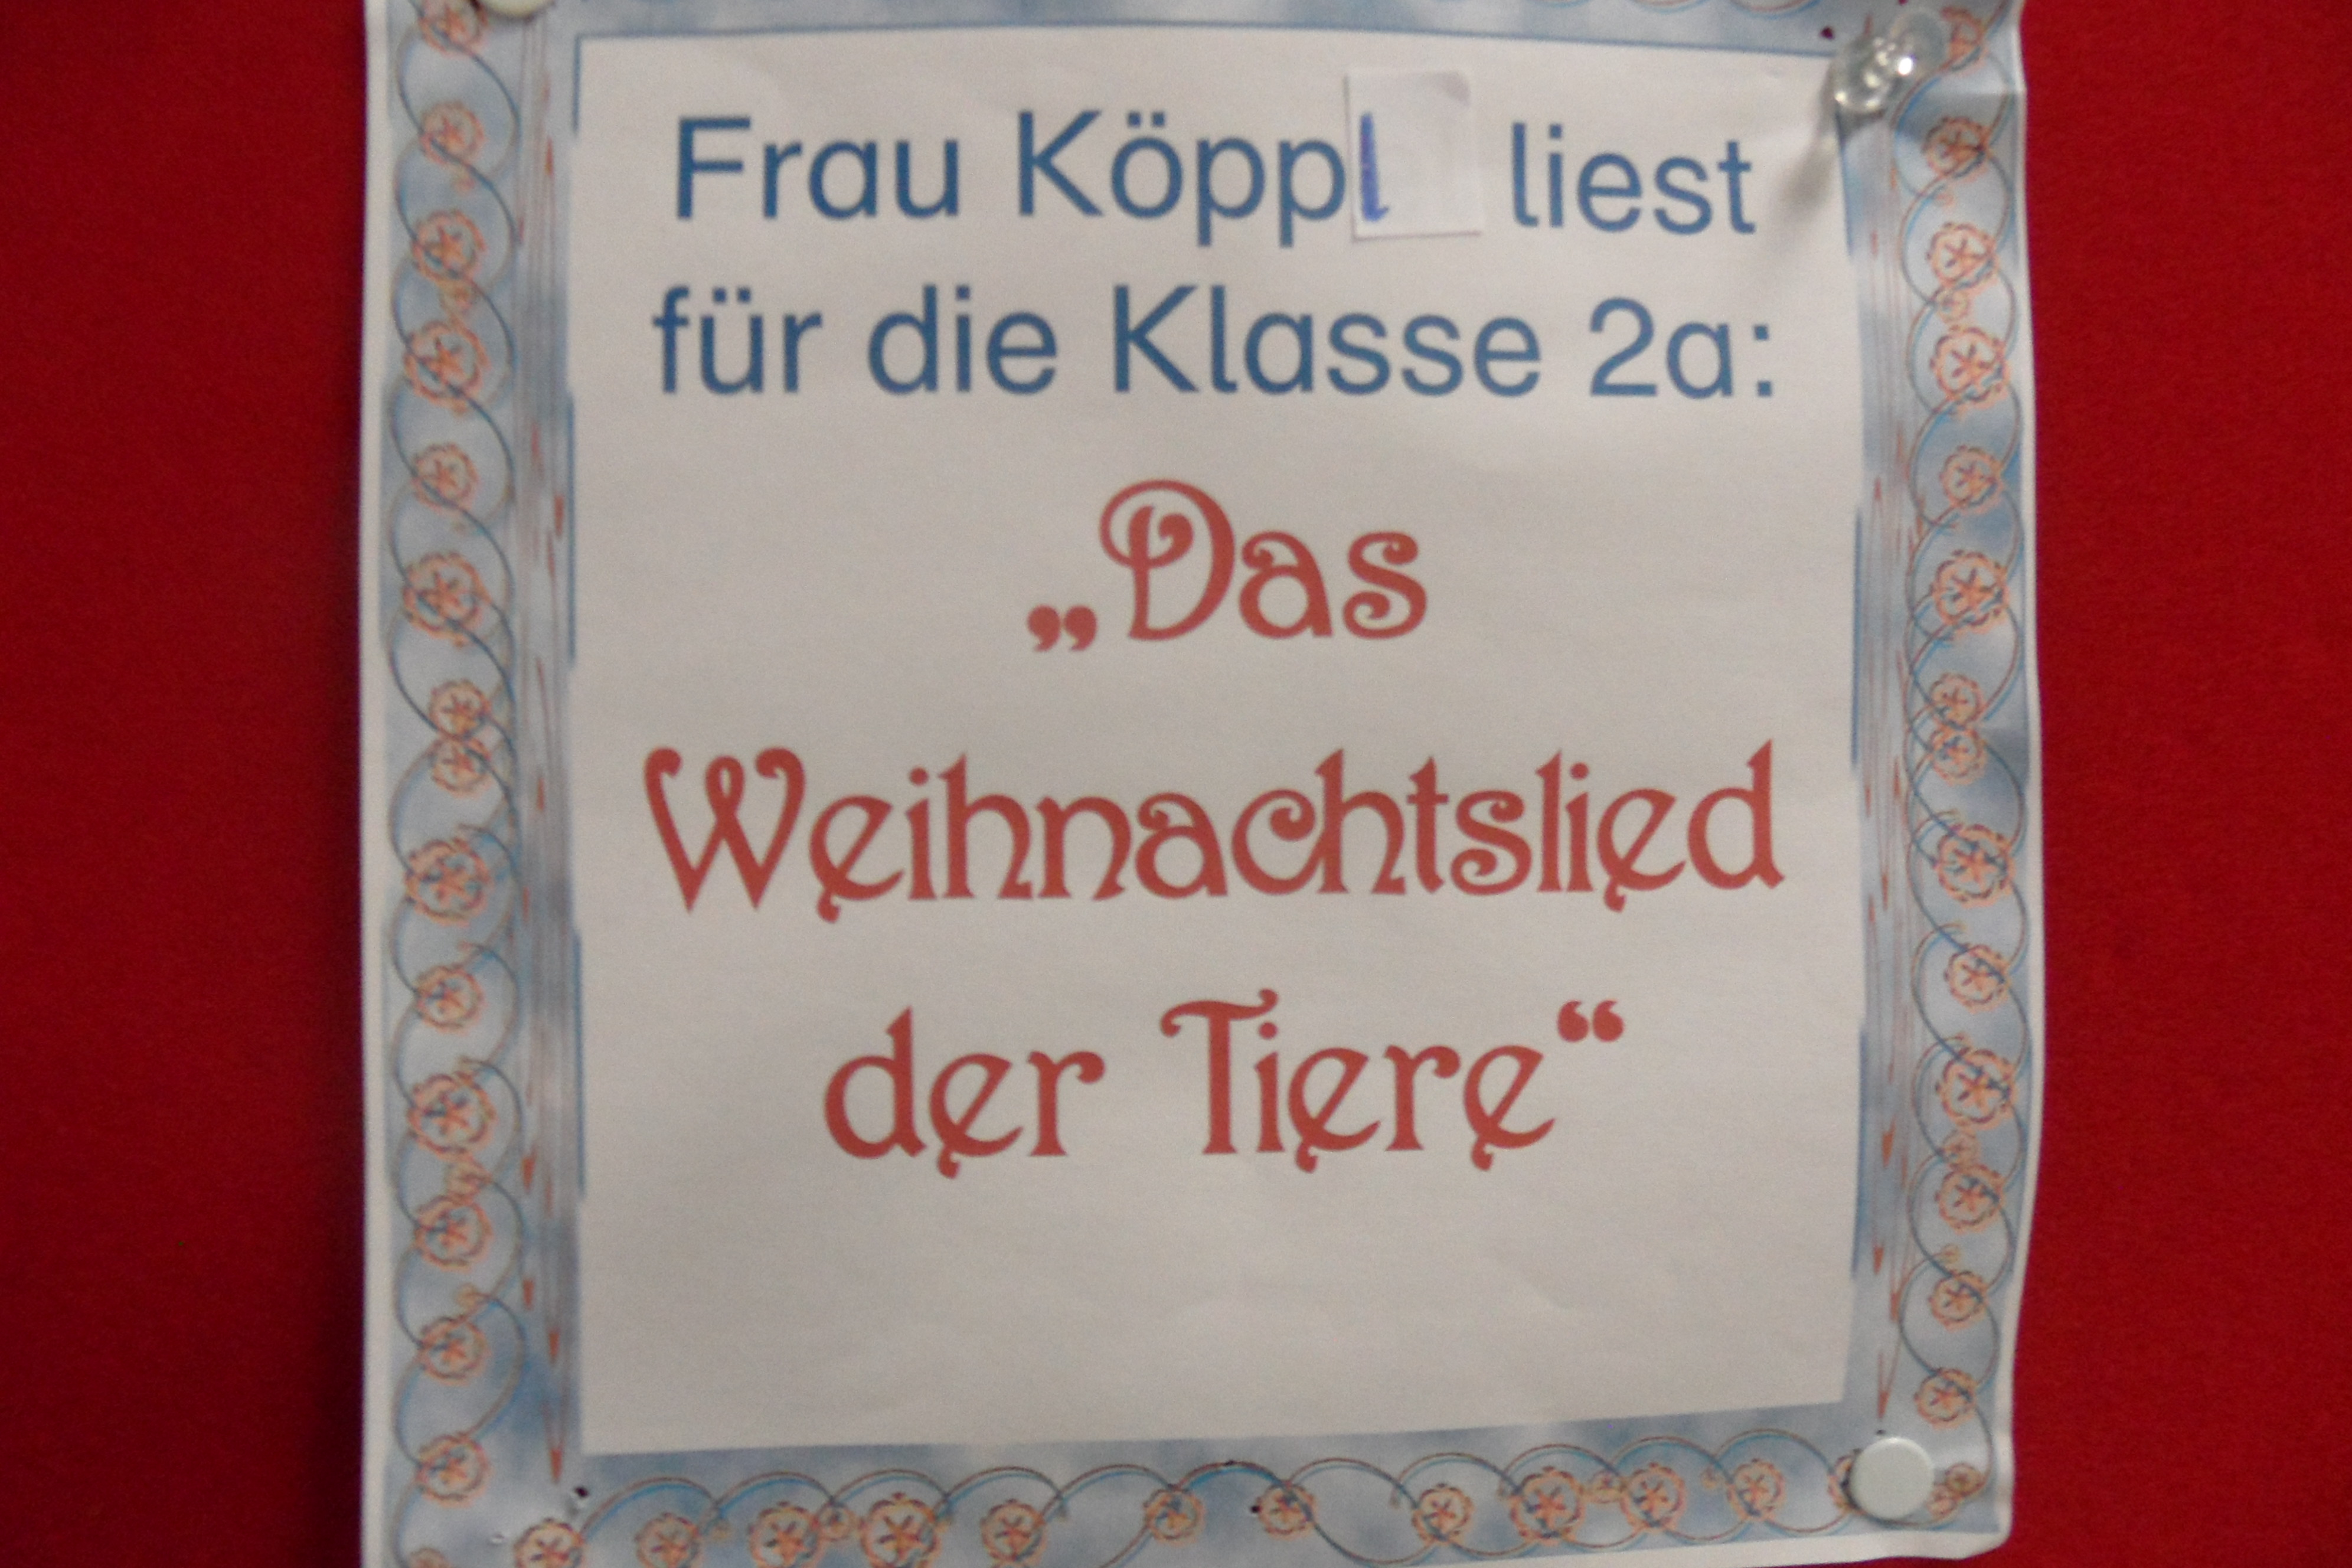 Frau Köppl liest
für die Klasse 2a:
„Das
Weihnachtslied
der Tiere“